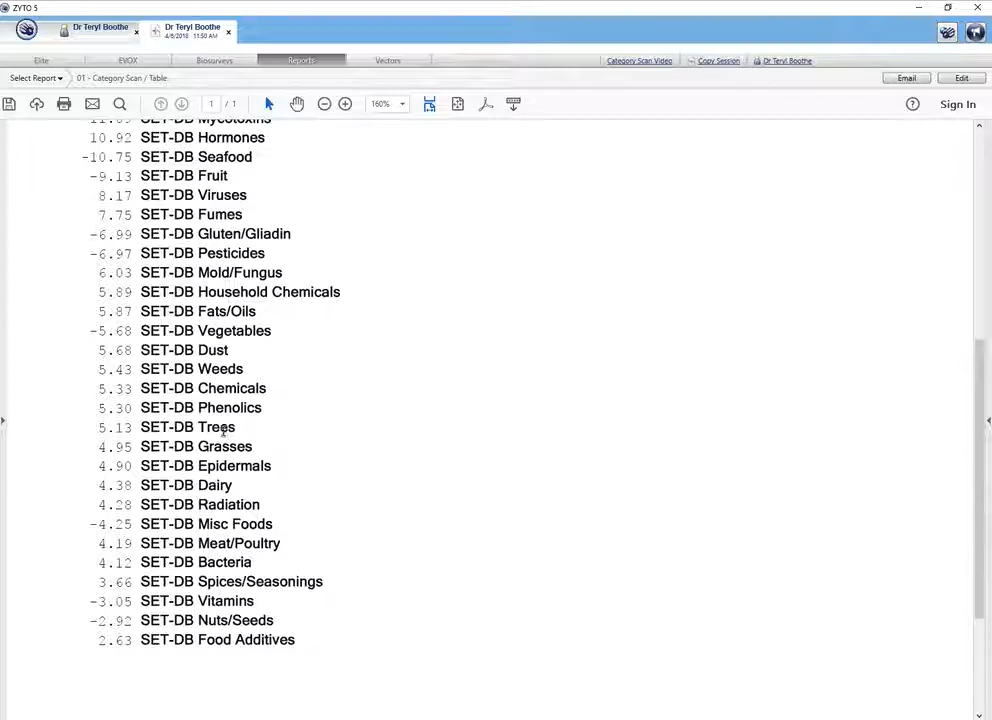 ZYTO 5
Dr Teryl Boothe
Dr Teryl Boothe
4/6/2018 11:50 AM
Elite EVOX Biosurveys Reports Vectors Category Scan Video Copy Session Dr Teryl Boothe
Select Report 01 - Category Scan / Table Email Edit
1 / 1 160% Sign In
SET-DB Mycotoxins
10.92 SET-DB Hormones
-10.75 SET-DB Seafood
-9.13 SET-DB Fruit
8.17 SET-DB Viruses
7.75 SET-DB Fumes
-6.99 SET-DB Gluten/Gliadin
-6.97 SET-DB Pesticides
6.03 SET-DB Mold/Fungus
5.89 SET-DB Household Chemicals
5.87 SET-DB Fats/Oils
-5.68 SET-DB Vegetables
5.68 SET-DB Dust
5.43 SET-DB Weeds
5.33 SET-DB Chemicals
5.30 SET-DB Phenolics
5.13 SET-DB Trees
4.95 SET-DB Grasses
4.90 SET-DB Epidermals
4.38 SET-DB Dairy
4.28 SET-DB Radiation
-4.25 SET-DB Misc Foods
4.19 SET-DB Meat/Poultry
4.12 SET-DB Bacteria
3.66 SET-DB Spices/Seasonings
-3.05 SET-DB Vitamins
-2.92 SET-DB Nuts/Seeds
2.63 SET-DB Food Additives